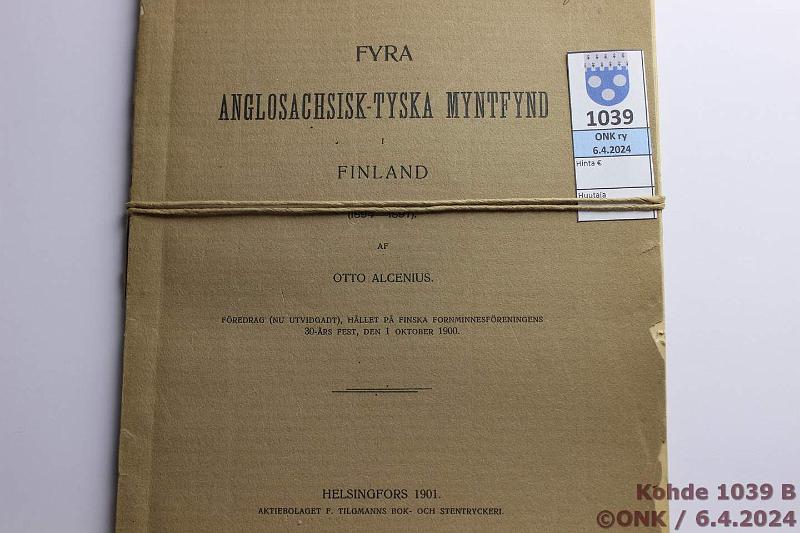 FYRA
ANGLOSACHSISK-TYSKA MYNTFYND
I
FINLAND
(1894—1897).
AF
OTTO ALCENIUS.
FÖREDRAG (NU UTVIDGADT), HÅLLET PÅ FINSKA FORNMINNESFÖRENINGENS
30-ÅRS FEST, DEN 1 OKTOBER 1900.
HELSINGFORS 1901.
AKTIEBOLAGET F. TILGMANNS BOK- OCH STENTRYCKERI.
1039
ONK ry
6.4.2024
Hinta €
Huutaja
Kohde 1039 B
©ONK / 6.4.2024